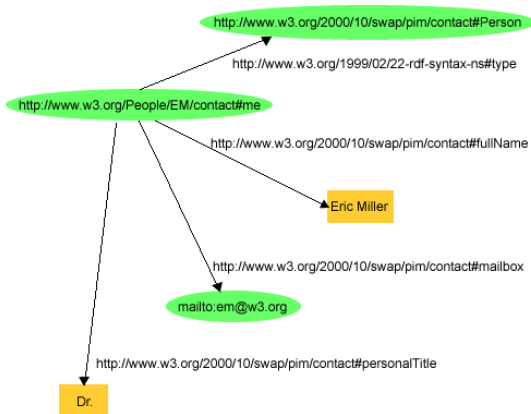 http://www.w3.org/2000/10/swap/pim/contact#Person
http://www.w3.org/1999/02/22-rdf-syntax-ns#type
http://www.w3.org/People/EM/contact#me
http://www.w3.org/2000/10/swap/pim/contact#fullName
Eric Miller
http://www.w3.org/2000/10/swap/pim/contact#mailbox
mailto:em@w3.org
http://www.w3.org/2000/10/swap/pim/contact#personalTitle
Dr.